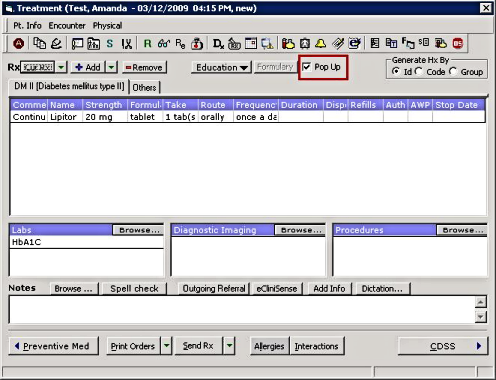 Treatment (Test, Amanda - 03/12/2009 04:15 PM, new)
Pt. Info Encounter Physical
Rx Cur Rx Add Remove Education Formulary Pop Up Generate Hx By Id Code Group
DM II [Diabetes mellitus type II] Others
Comme Name Strength Formul Take Route Frequenc Duration Disp Refills Auth AWP Stop Date
Continu Lipitor 20 mg tablet 1 tab(s orally once a da
Labs Browse... Diagnostic Imaging Browse... Procedures Browse...
HbA1C
Notes Browse ... Spell check Outgoing Referral eCliniSense Add Info Dictation...
Preventive Med Print Orders Send Rx Allergies Interactions CDSS